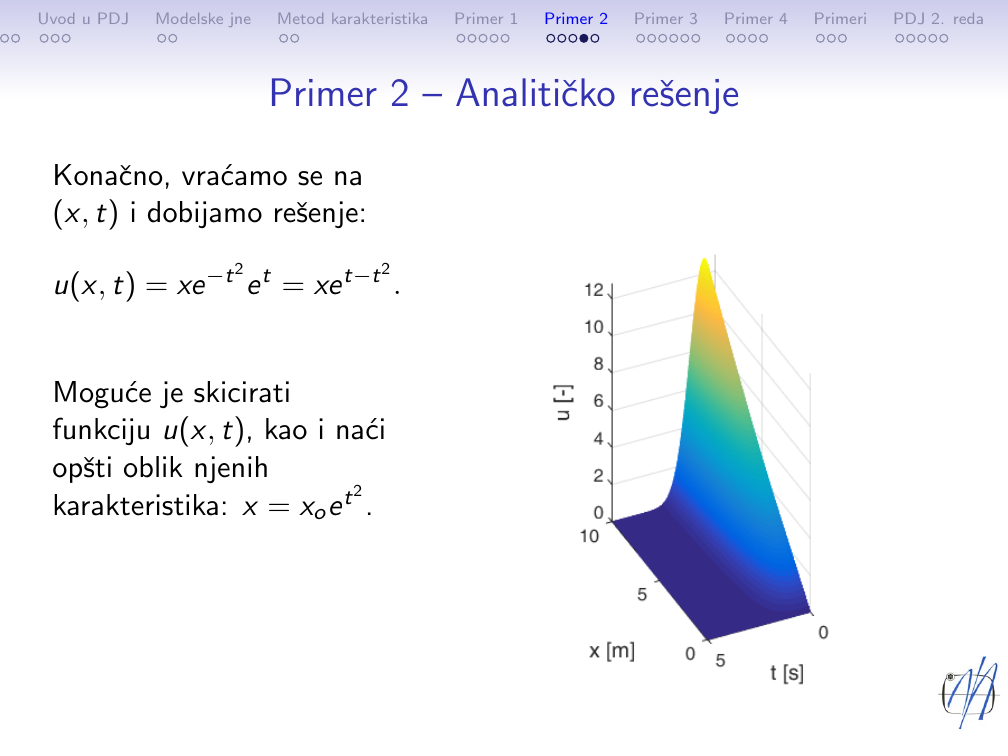 Uvod u PDJ Modelske jne Metod karakteristika Primer 1 Primer 2 Primer 3 Primer 4 Primeri PDJ 2. reda
Primer 2 – Analitičko rešenje
Konačno, vraćamo se na
(x, t) i dobijamo rešenje:
u(x, t) = xe^{−t^2} e^t = xe^{t−t^2}.
Moguće je skicirati
funkciju u(x, t), kao i naći
opšti oblik njenih
karakteristika: x = x_o e^{t^2}.
12
10
8
6
4
2
0
u [-]
10
5
0
x [m]
5
0
t [s]